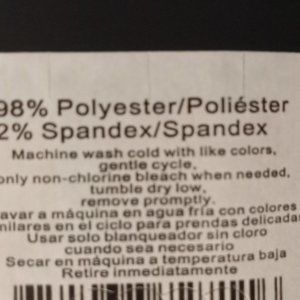 98% Polyester/Poliéster
2% Spandex/Spandex
Machine wash cold with like colors,
gentle cycle,
only non-chlorine bleach when needed,
tumble dry low,
remove promptly.
avar a máquina en agua fría con colores
milares en el ciclo para prendas delicadas
Usar solo blanqueador sin cloro
cuando sea necesario
Secar en máquina a temperatura baja
Retire inmediatamente